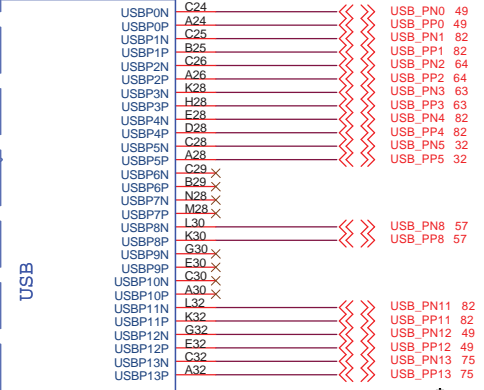 USBP0N C24 USB_PN0 49
USBP0P A24 USB_PP0 49
USBP1N C25 USB_PN1 82
USBP1P B25 USB_PP1 82
USBP2N C26 USB_PN2 64
USBP2P A26 USB_PP2 64
USBP3N K28 USB_PN3 63
USBP3P H28 USB_PP3 63
USBP4N E28 USB_PN4 82
USBP4P D28 USB_PP4 82
USBP5N C28 USB_PN5 32
USBP5P A28 USB_PP5 32
USBP6N C29
USBP6P B29
USBP7N N28
USBP7P M28
USBP8N L30 USB_PN8 57
USBP8P K30 USB_PP8 57
USBP9N G30
USBP9P E30
USBP10N C30
USBP10P A30
USBP11N L32 USB_PN11 82
USBP11P K32 USB_PP11 82
USBP12N G32 USB_PN12 49
USBP12P E32 USB_PP12 49
USBP13N C32 USB_PN13 75
USBP13P A32 USB_PP13 75
USB